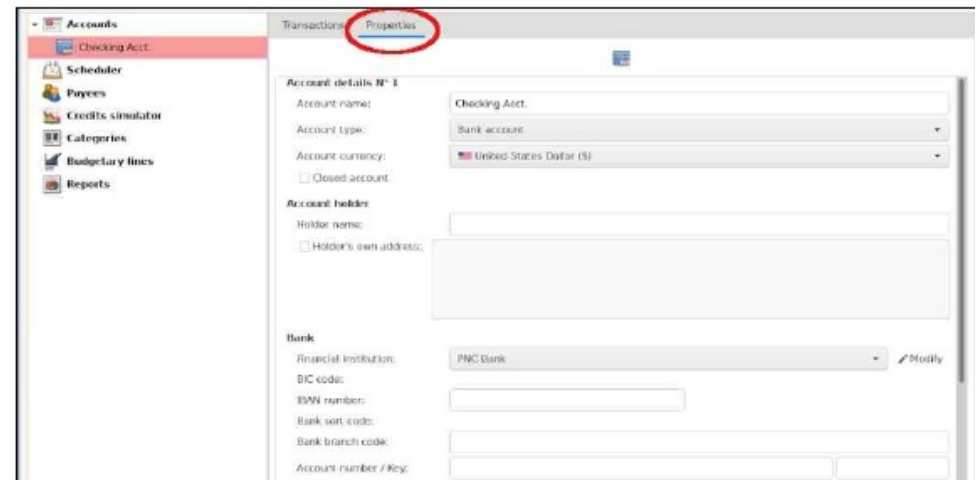 Accounts
Checking Acct.
Scheduler
Payees
Credits simulator
Categories
Budgetary lines
Reports
Transactions Properties
Account details N° 1
Account name: Checking Acct.
Account type: Bank account
Account currency: United States Dollar ($)
Closed account
Account holder
Holder name:
Holder's own address:
Bank
Financial institution: PNC Bank Modify
BIC code:
IBAN number:
Bank sort code:
Bank branch code:
Account number / Key: